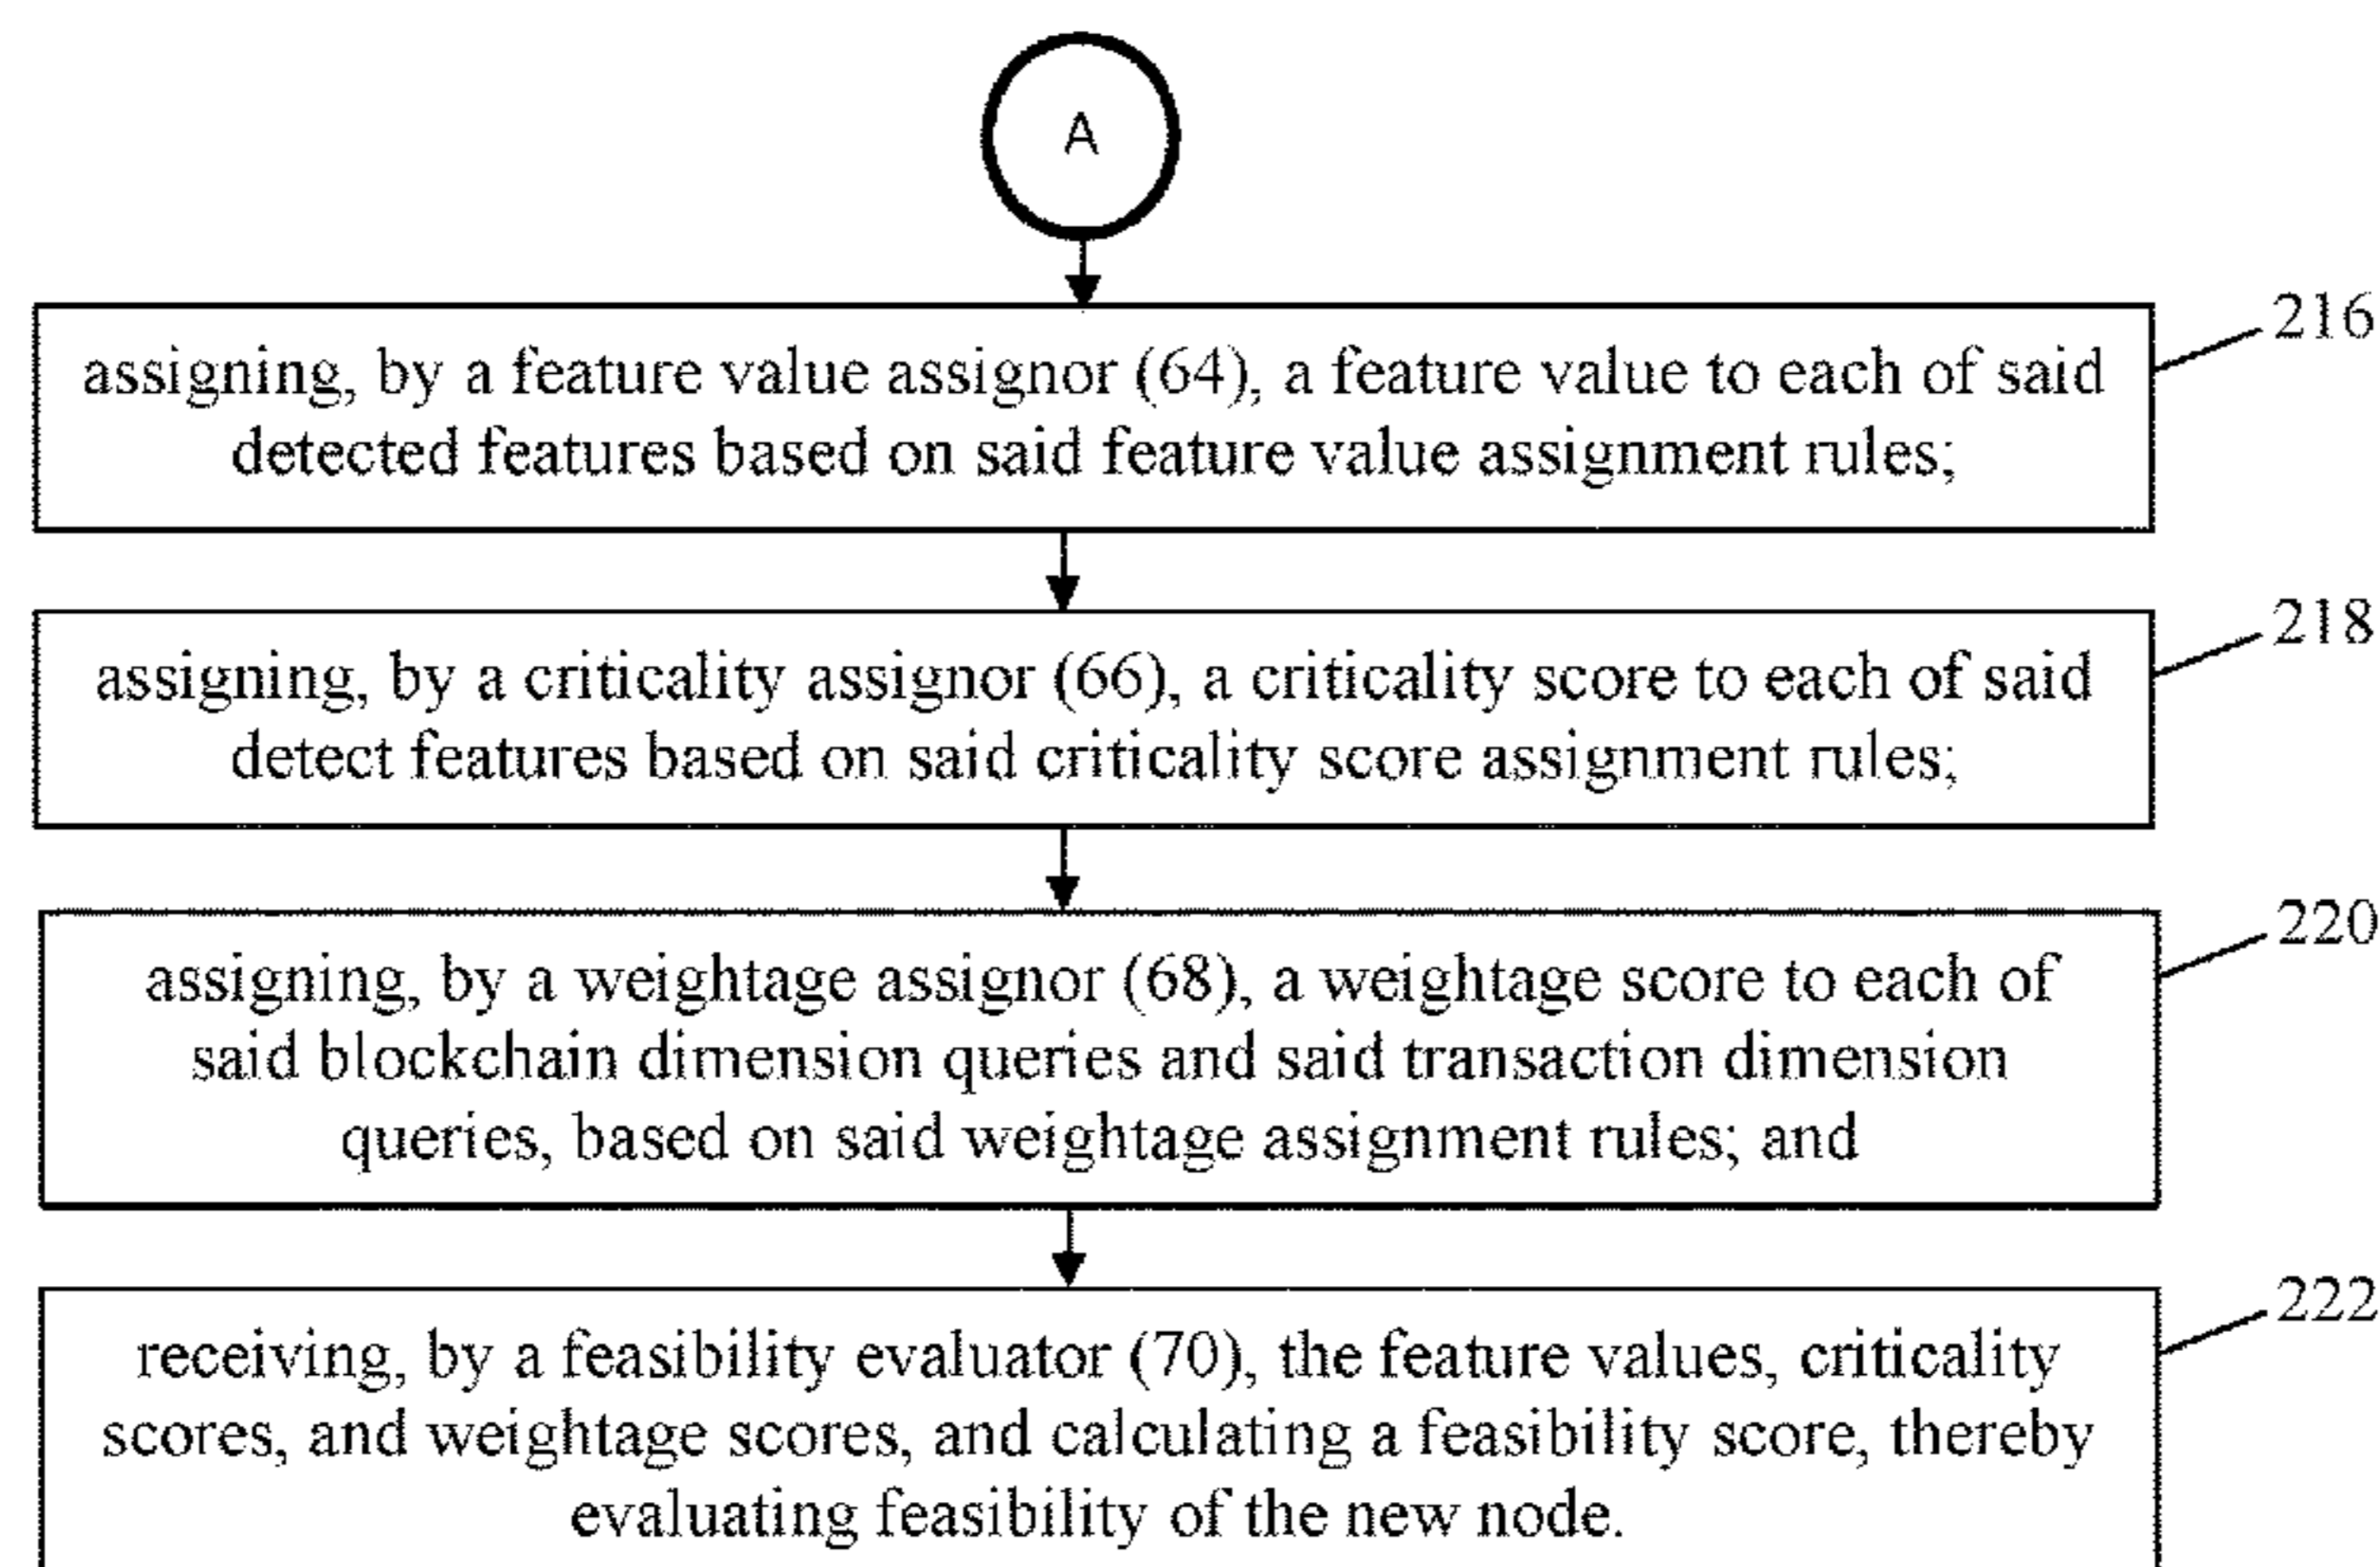 A
216
assigning, by a feature value assignor (64), a feature value to each of said
detected features based on said feature value assignment rules;
218
assigning, by a criticality assignor (66), a criticality score to each of said
detect features based on said criticality score assignment rules;
220
assigning, by a weightage assignor (68), a weightage score to each of
said blockchain dimension queries and said transaction dimension
queries, based on said weightage assignment rules; and
222
receiving, by a feasibility evaluator (70), the feature values, criticality
scores, and weightage scores, and calculating a feasibility score, thereby
evaluating feasibility of the new node.